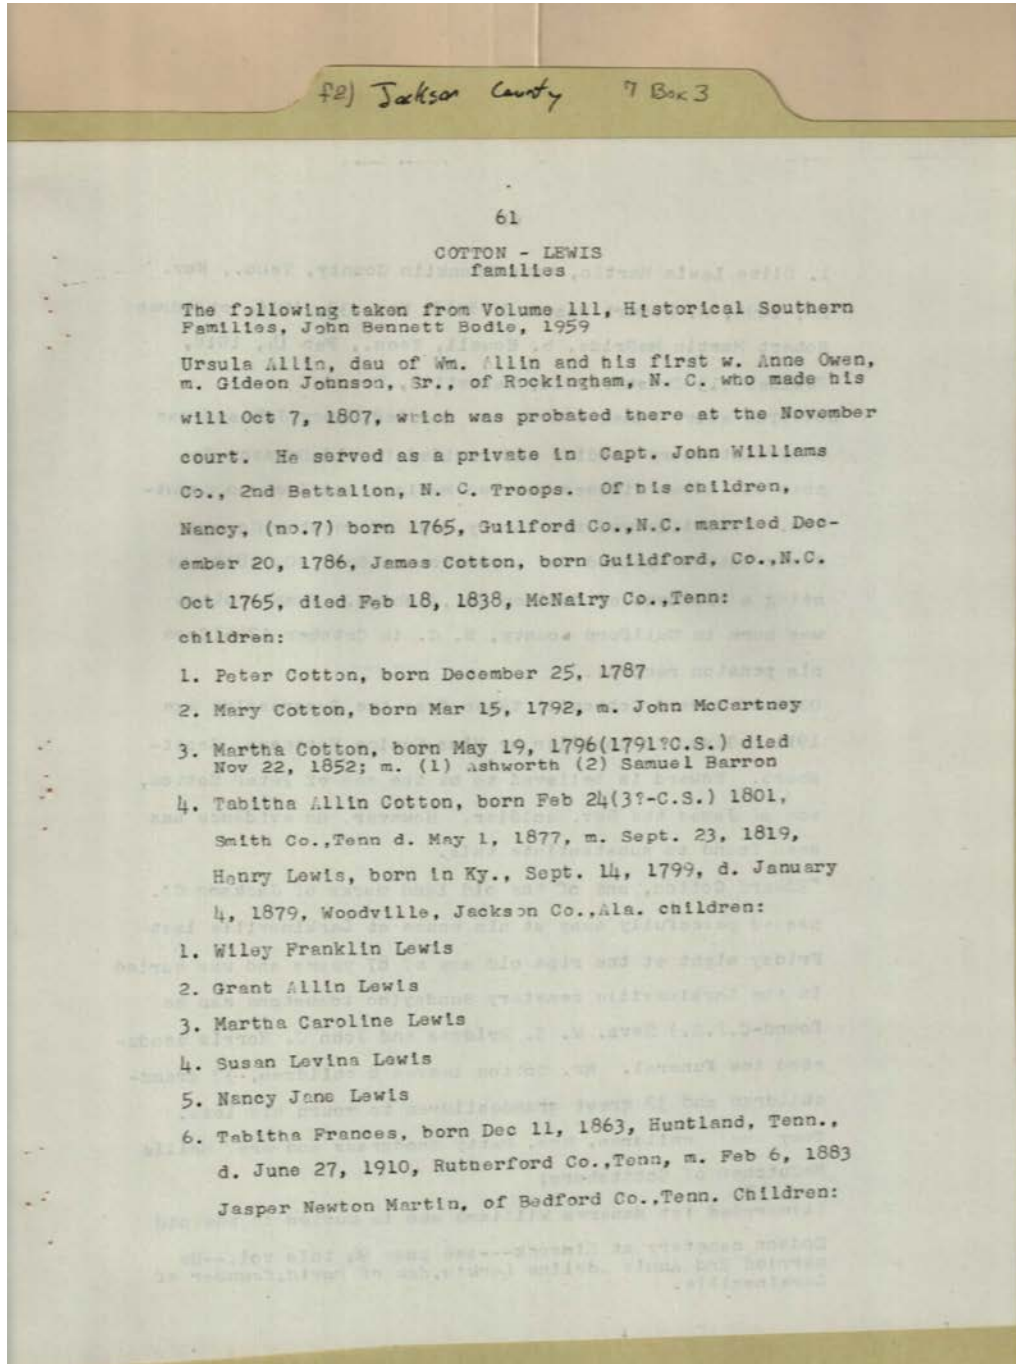 f2) Jackson County 7 Box 3
61
COTTON - LEWIS
families
The following taken from Volume 111, Historical Southern
Families, John Bennett Bodie, 1959
Ursula Allin, dau of Wm. Allin and his first w. Anne Owen,
m. Gideon Johnson, Sr., of Rockingham, N. C. who made his
will Oct 7, 1807, which was probated there at the November
court. He served as a private in Capt. John Williams
Co., 2nd Battalion, N. C. Troops. Of his children,
Nancy, (no.7) born 1765, Guilford Co.,N.C. married Dec-
ember 20, 1786, James Cotton, born Guildford, Co.,N.C.
Oct 1765, died Feb 18, 1838, McNairy Co.,Tenn:
children:
1. Peter Cotton, born December 25, 1787
2. Mary Cotton, born Mar 15, 1792, m. John McCartney
3. Martha Cotton, born May 19, 1796(1791?C.S.) died
Nov 22, 1852; m. (1) Ashworth (2) Samuel Barron
4. Tabitha Allin Cotton, born Feb 24(3?-C.S.) 1801,
Smith Co.,Tenn d. May 1, 1877, m. Sept. 23, 1819,
Henry Lewis, born in Ky., Sept. 14, 1799, d. January
4, 1879, Woodville, Jackson Co.,Ala. children:
1. Wiley Franklin Lewis
2. Grant Allin Lewis
3. Martha Caroline Lewis
4. Susan Levina Lewis
5. Nancy Jane Lewis
6. Tabitha Frances, born Dec 11, 1863, Huntland, Tenn.,
d. June 27, 1910, Rutherford Co.,Tenn, m. Feb 6, 1883
Jasper Newton Martin, of Bedford Co.,Tenn. Children: